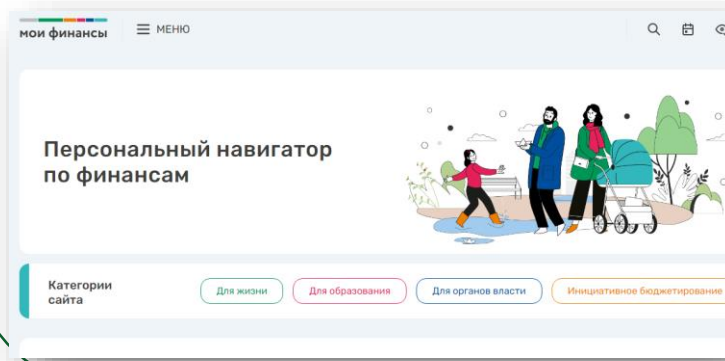 мои финансы
МЕНЮ
Персональный навигатор
по финансам
Категории
сайта
Для жизни
Для образования
Для органов власти
Инициативное бюджетирование